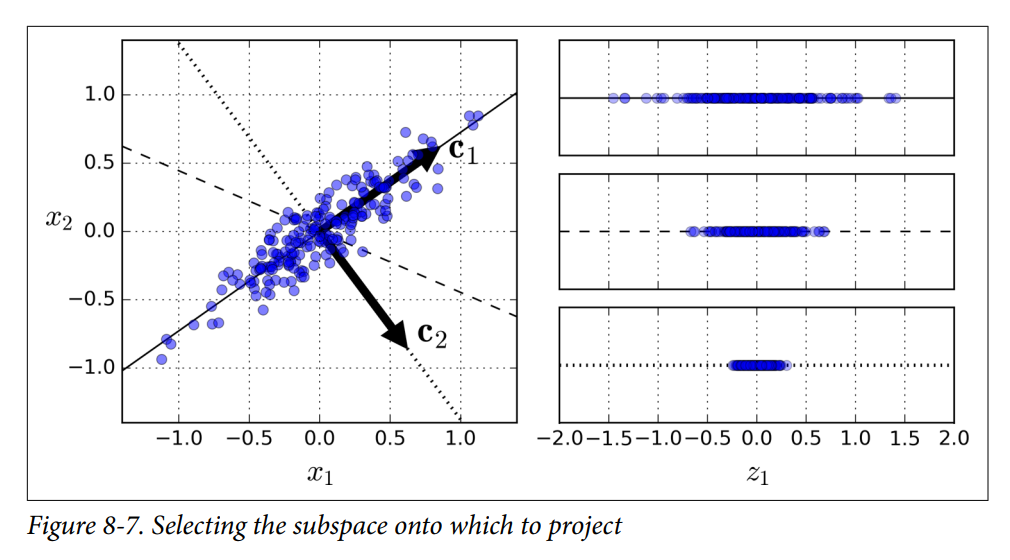 1.0
0.5
x₂
0.0
−0.5
−1.0
c₁
c₂
−1.0 −0.5 0.0 0.5 1.0
x₁
−2.0 −1.5 −1.0 −0.5 0.0 0.5 1.0 1.5 2.0
z₁
Figure 8-7. Selecting the subspace onto which to project